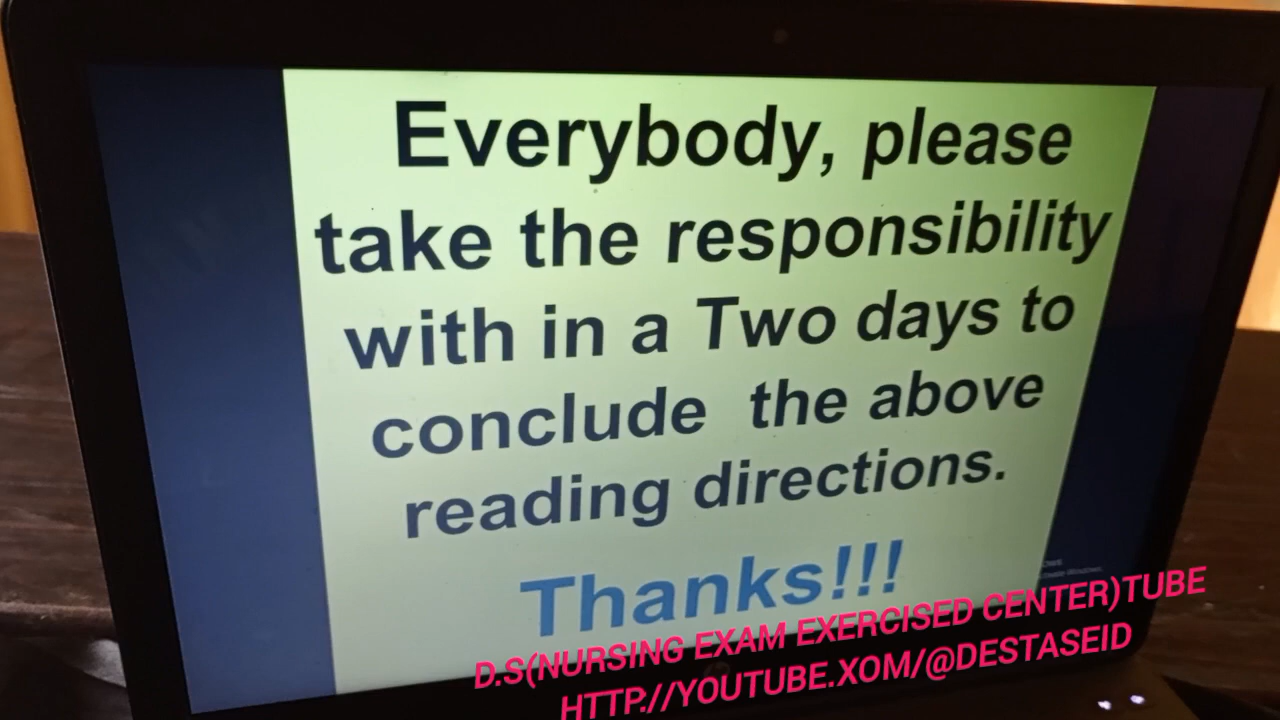 Everybody, please
take the responsibility
with in a Two days to
conclude the above
reading directions.
Thanks!!!
D.S(NURSING EXAM EXERCISED CENTER)TUBE
HTTP://YOUTUBE.XOM/@DESTASEID